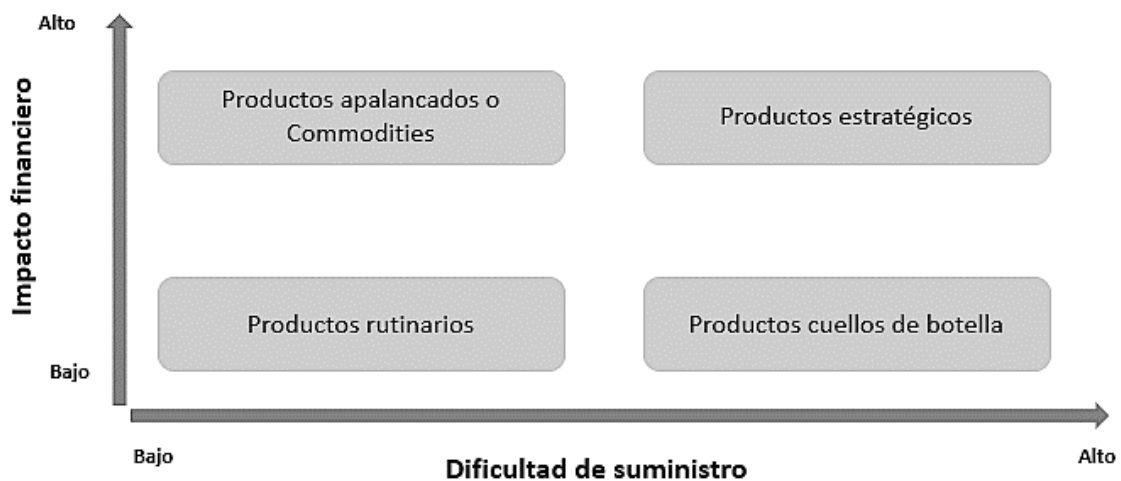 Alto
Impacto financiero
Productos apalancados o
Commodities
Productos estratégicos
Productos rutinarios
Productos cuellos de botella
Bajo
Bajo
Dificultad de suministro
Alto